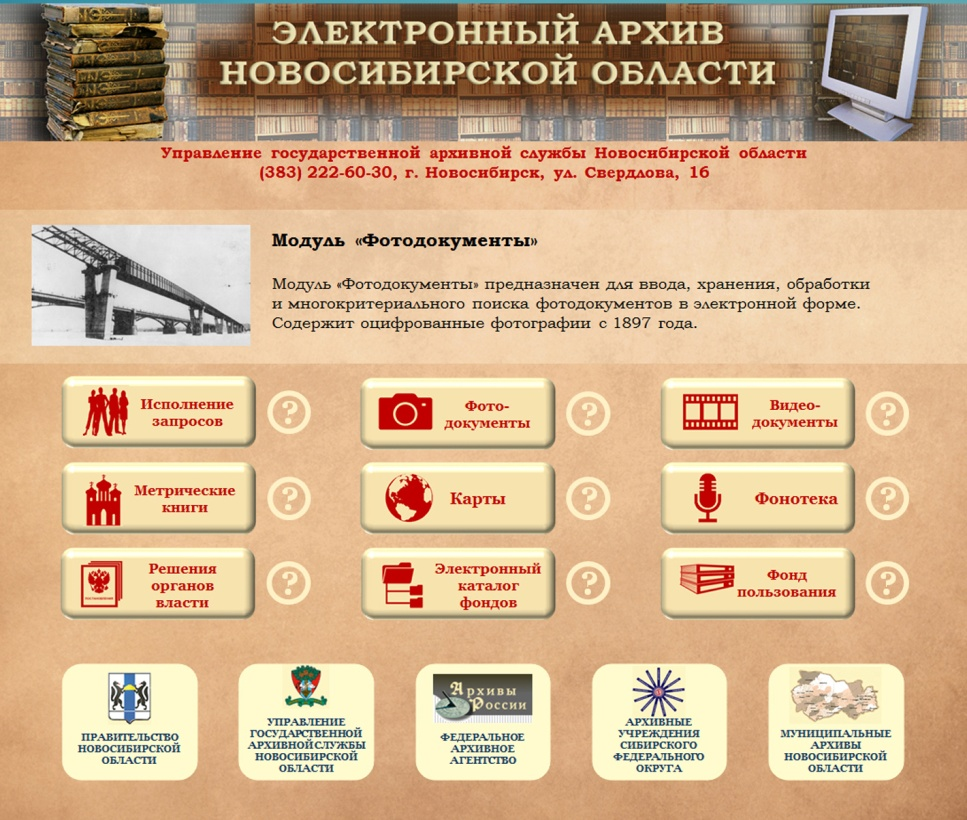 ЭЛЕКТРОННЫЙ АРХИВ
НОВОСИБИРСКОЙ ОБЛАСТИ
Управление государственной архивной службы Новосибирской области
(383) 222-60-30, г. Новосибирск, ул. Свердлова, 16
Модуль «Фотодокументы»
Модуль «Фотодокументы» предназначен для ввода, хранения, обработки
и многокритериального поиска фотодокументов в электронной форме.
Содержит оцифрованные фотографии с 1897 года.
Исполнение
запросов
?
Фото-
документы
?
Видео-
документы
?
Метрические
книги
?
Карты
?
Фонотека
?
Решения
органов
власти
?
Электронный
каталог
фондов
?
Фонд
пользования
?
ПРАВИТЕЛЬСТВО
НОВОСИБИРСКОЙ
ОБЛАСТИ
УПРАВЛЕНИЕ
ГОСУДАРСТВЕННОЙ
АРХИВНОЙ СЛУЖБЫ
НОВОСИБИРСКОЙ
ОБЛАСТИ
Архивы
России
ФЕДЕРАЛЬНОЕ
АРХИВНОЕ
АГЕНТСТВО
АРХИВНЫЕ
УЧРЕЖДЕНИЯ
СИБИРСКОГО
ФЕДЕРАЛЬНОГО
ОКРУГА
МУНИЦИПАЛЬНЫЕ
АРХИВЫ
НОВОСИБИРСКОЙ
ОБЛАСТИ